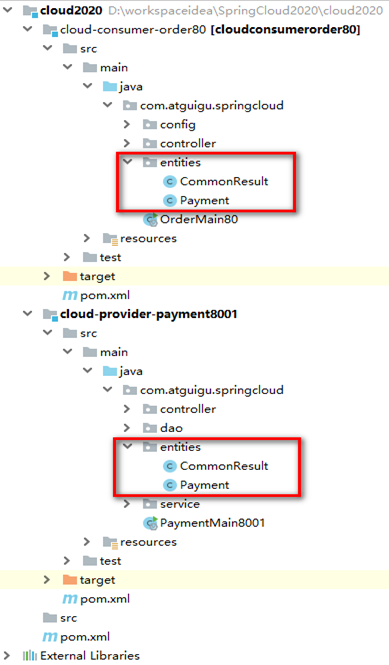 cloud2020 D:\workspaceidea\SpringCloud2020\cloud2020
cloud-consumer-order80 [cloudconsumerorder80]
src
main
java
com.atguigu.springcloud
config
controller
entities
CommonResult
Payment
OrderMain80
resources
test
target
pom.xml
cloud-provider-payment8001
src
main
java
com.atguigu.springcloud
controller
dao
entities
CommonResult
Payment
service
PaymentMain8001
resources
test
target
pom.xml
src
pom.xml
External Libraries